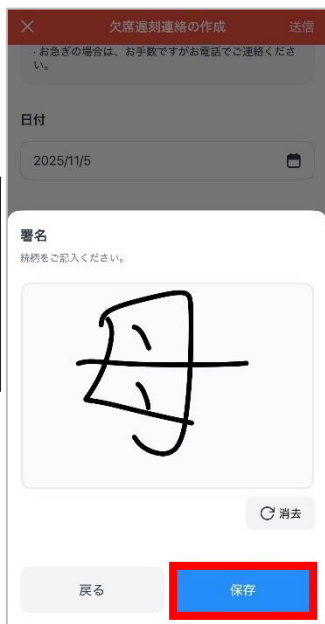 欠席遅刻連絡の作成 送信
・お急ぎの場合は、お手数ですがお電話でご連絡くださ
い。
日付
2025/11/5
署名
続柄をご記入ください。
母
消去
戻る 保存